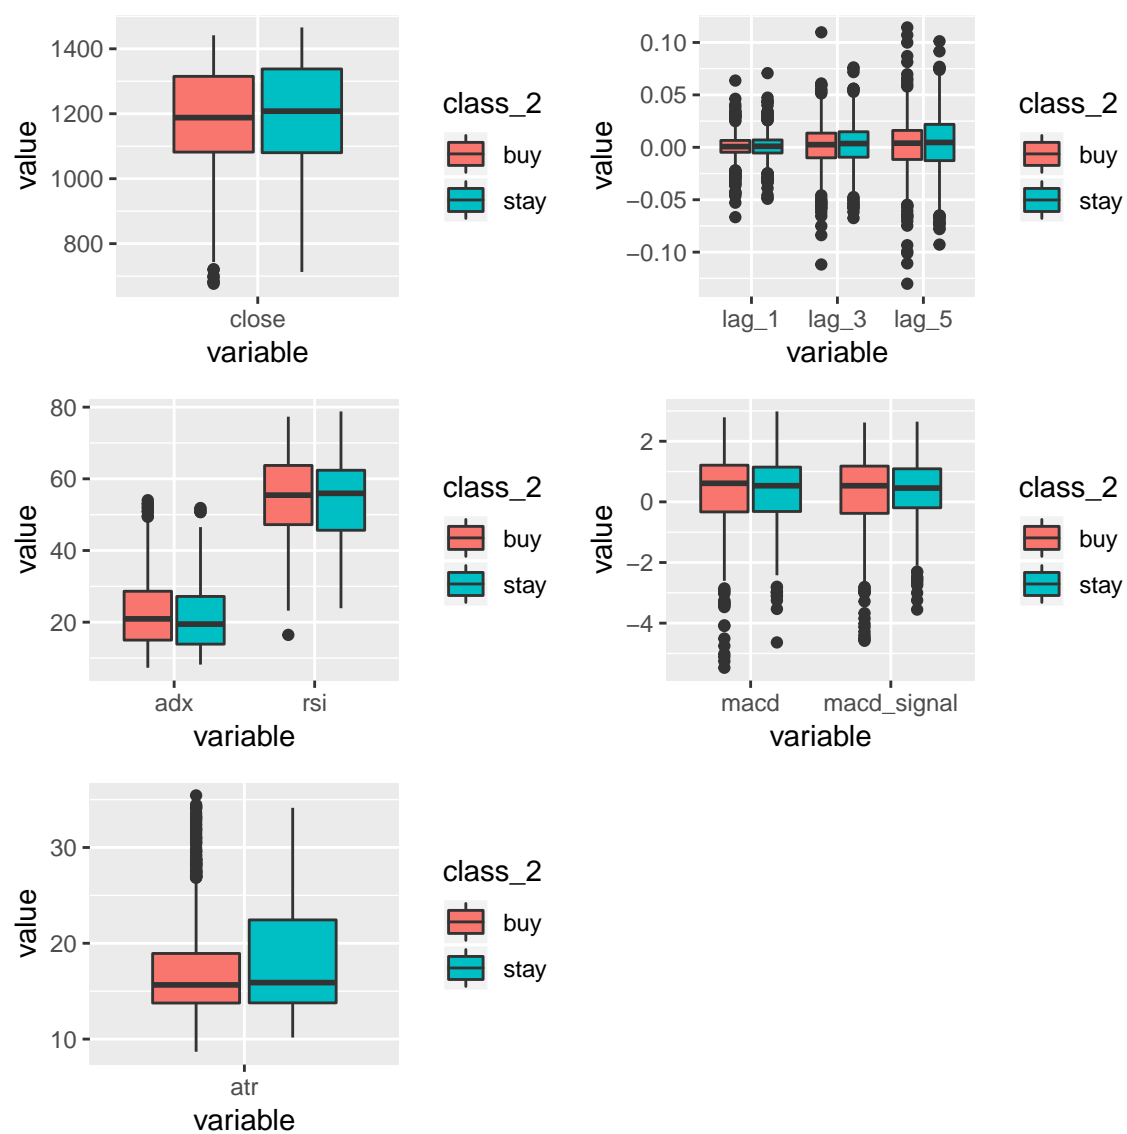 value
1400
1200
1000
800
close
variable
class_2
buy
stay
value
0.10
0.05
0.00
−0.05
−0.10
lag_1 lag_3 lag_5
variable
class_2
buy
stay
value
80
60
40
20
adx rsi
variable
class_2
buy
stay
value
2
0
−2
−4
macd macd_signal
variable
class_2
buy
stay
value
30
20
10
atr
variable
class_2
buy
stay